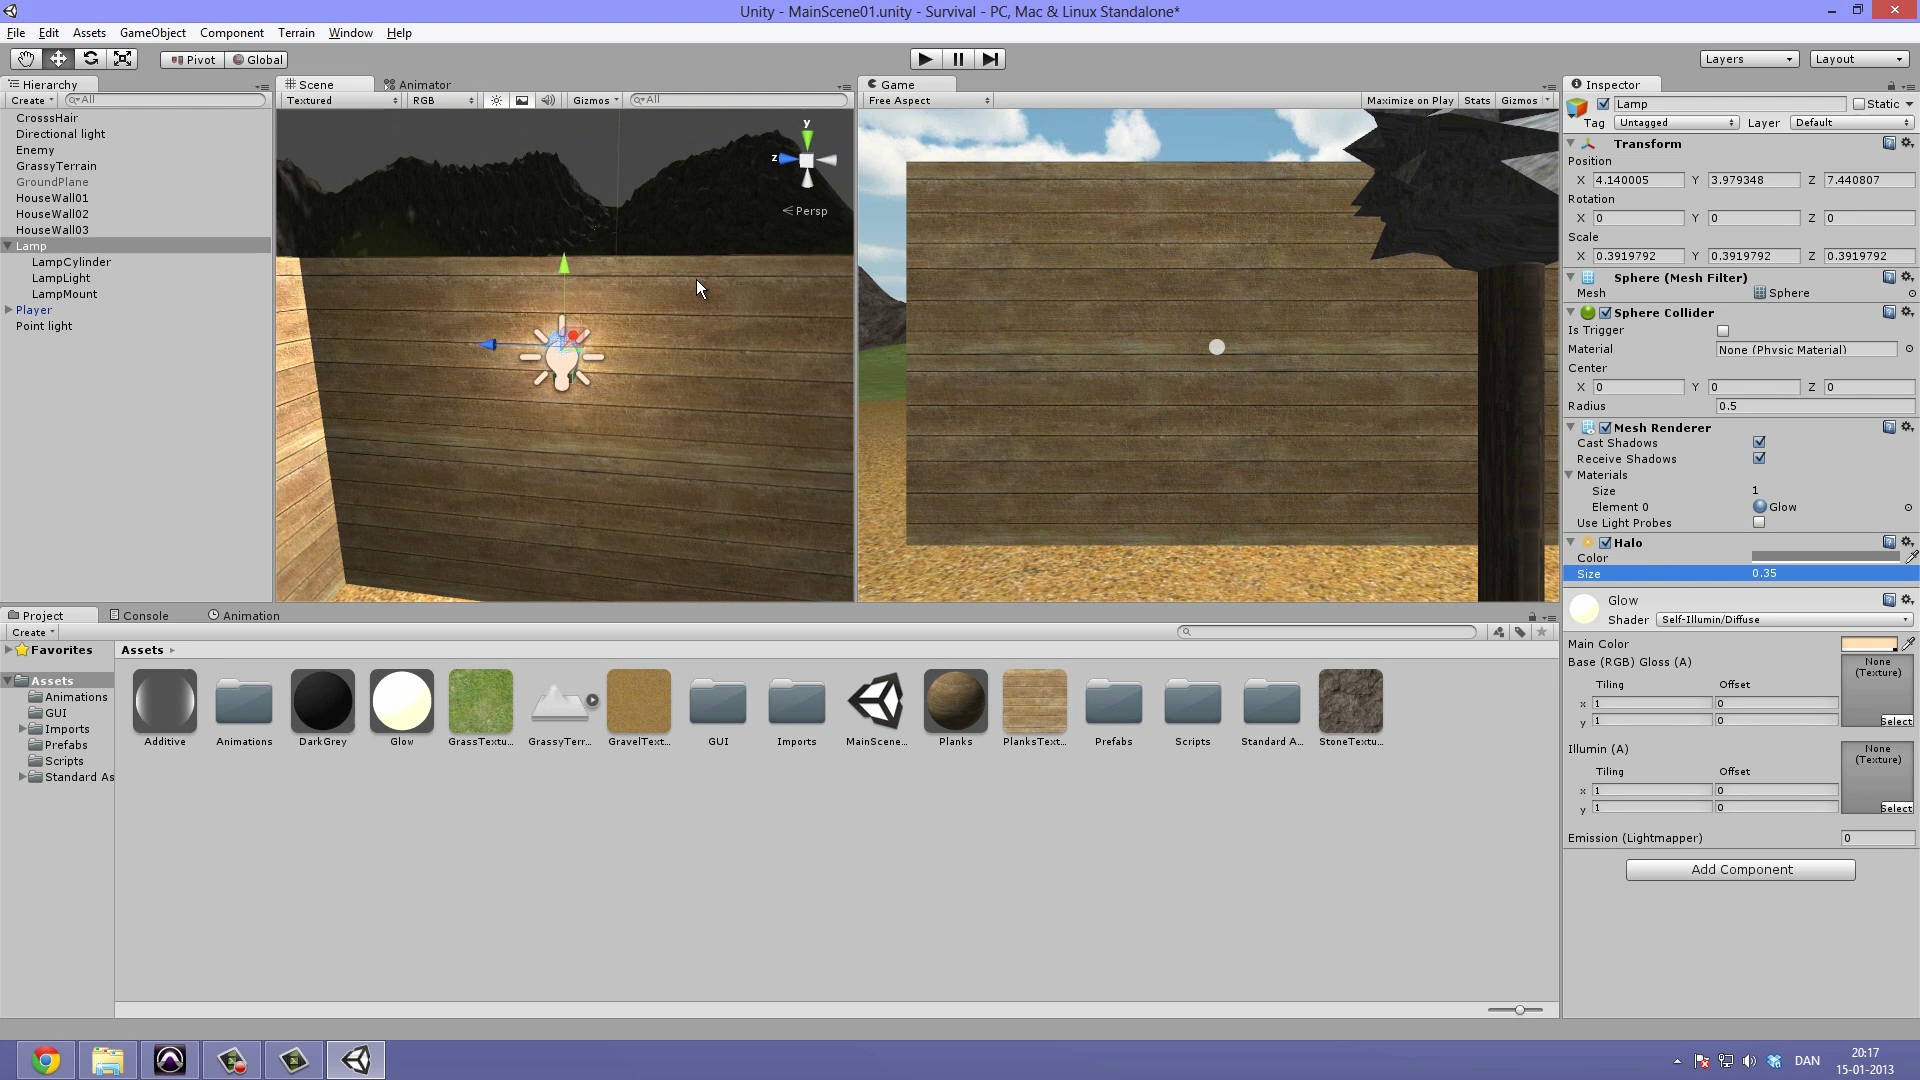 Unity - MainScene01.unity - Survival - PC, Mac & Linux Standalone*
File Edit Assets GameObject Component Terrain Window Help
Pivot Global Layers Layout
Hierarchy
Create All
CrosssHair
Directional light
Enemy
GrassyTerrain
GroundPlane
HouseWall01
HouseWall02
HouseWall03
Lamp
LampCylinder
LampLight
LampMount
Player
Point light
Scene Animator
Textured RGB Gizmos All
y
z
Persp
Game
Free Aspect Maximize on Play Stats Gizmos
Inspector
Lamp Static
Tag Untagged Layer Default
Transform
Position
X 4.140005 Y 3.979348 Z 7.440807
Rotation
X 0 Y 0 Z 0
Scale
X 0.3919792 Y 0.3919792 Z 0.3919792
Sphere (Mesh Filter)
Mesh Sphere
Sphere Collider
Is Trigger
Material None (Physic Material)
Center
X 0 Y 0 Z 0
Radius 0.5
Mesh Renderer
Cast Shadows
Receive Shadows
Materials
Size 1
Element 0 Glow
Use Light Probes
Halo
Color
Size 0.35
Glow
Shader Self-Illumin/Diffuse
Main Color
Base (RGB) Gloss (A) None (Texture)
Tiling Offset
x 1 0
y 1 0 Select
Illumin (A) None (Texture)
Tiling Offset
x 1 0
y 1 0 Select
Emission (Lightmapper) 0
Add Component
Project Console Animation
Create
Favorites
Assets
Animations
GUI
Imports
Prefabs
Scripts
Standard As
Assets
Additive Animations DarkGrey Glow GrassTextu... GrassyTerr... GravelText... GUI Imports MainScene... Planks PlanksText... Prefabs Scripts Standard A... StoneTextu...
DAN 20:17
15-01-2013